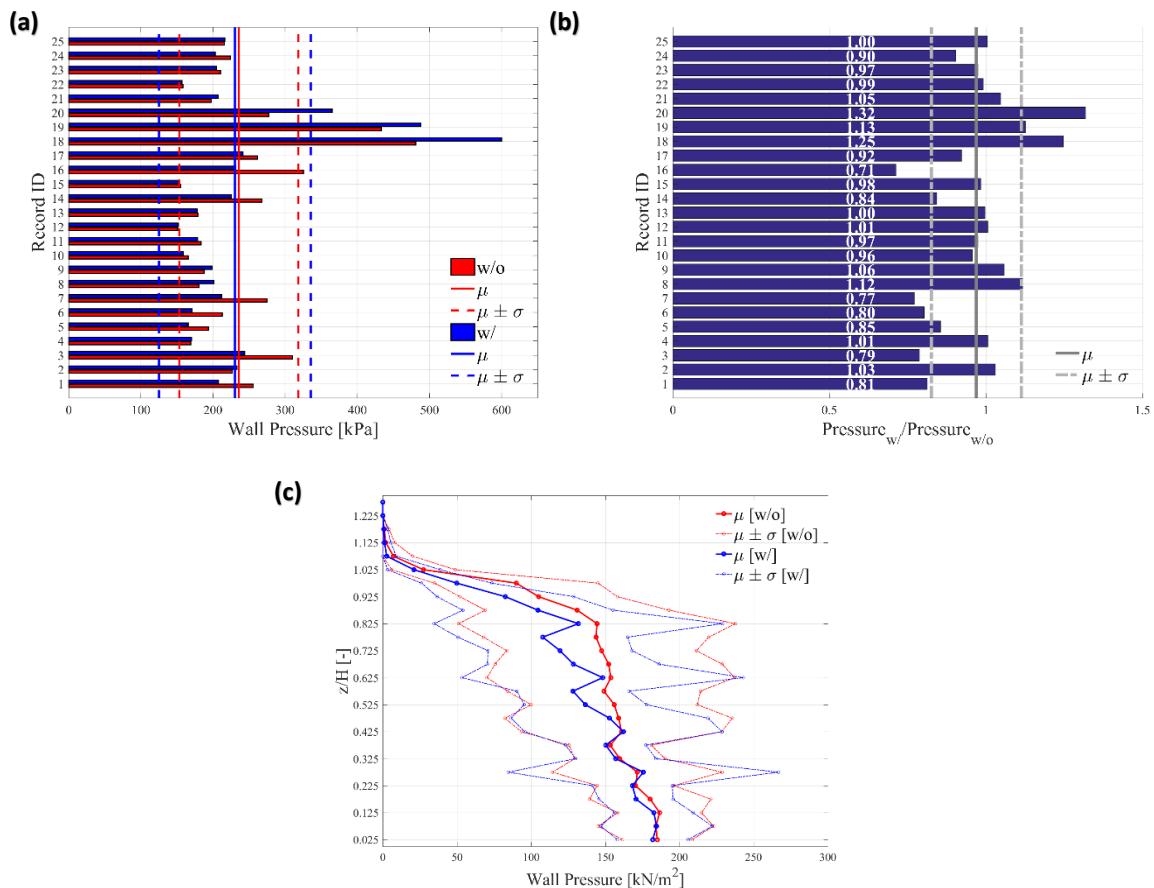 (a)
25
24
23
22
21
20
19
18
17
16
15
14
13
12
11
10
9
8
7
6
5
4
3
2
1
Record ID
0 100 200 300 400 500 600
Wall Pressure [kPa]
w/o
μ
μ ± σ
w/
μ
μ ± σ
(b)
25 1.00
24 0.90
23 0.97
22 0.99
21 1.05
20 1.32
19 1.13
18 1.25
17 0.92
16 0.71
15 0.98
14 0.84
13 1.00
12 1.01
11 0.97
10 0.96
9 1.06
8 1.12
7 0.77
6 0.80
5 0.85
4 1.01
3 0.79
2 1.03
1 0.81
Record ID
0 0.5 1 1.5
Pressure_w/ /Pressure_w/o
μ
μ ± σ
(c)
1.225
1.125
1.025
0.925
0.825
0.725
0.625
0.525
0.425
0.325
0.225
0.125
0.025
z/H [-]
0 50 100 150 200 250 300
Wall Pressure [kN/m²]
μ [w/o]
μ ± σ [w/o]
μ [w/]
μ ± σ [w/]